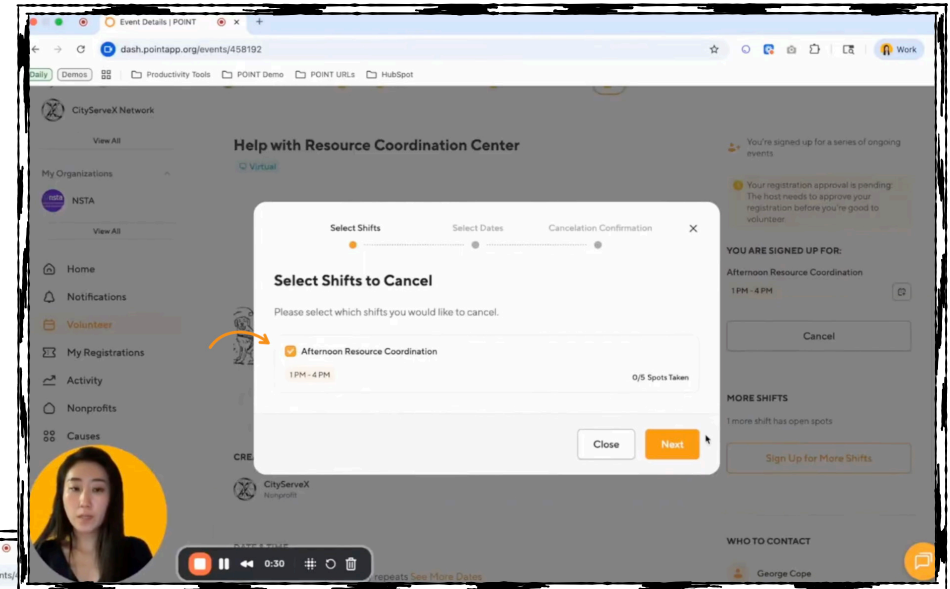 Event Details | POINT
dash.pointapp.org/events/458192
Work
Daily
Demos
Productivity Tools
POINT Demo
POINT URLs
HubSpot
CityServeX Network
View All
My Organizations
nsta
NSTA
View All
Home
Notifications
Volunteer
My Registrations
Activity
Nonprofits
Causes
Help with Resource Coordination Center
Virtual
Select Shifts
Select Dates
Cancelation Confirmation
Select Shifts to Cancel
Please select which shifts you would like to cancel.
Afternoon Resource Coordination
1 PM - 4 PM
0/5 Spots Taken
Close
Next
CityServeX
Nonprofit
DATE & TIME
repeats See More Dates
0:30
You're signed up for a series of ongoing
events
Your registration approval is pending:
The host needs to approve your
registration before you're good to
volunteer.
YOU ARE SIGNED UP FOR:
Afternoon Resource Coordination
1 PM - 4 PM
Cancel
MORE SHIFTS
1 more shift has open spots
Sign Up for More Shifts
WHO TO CONTACT
George Cope